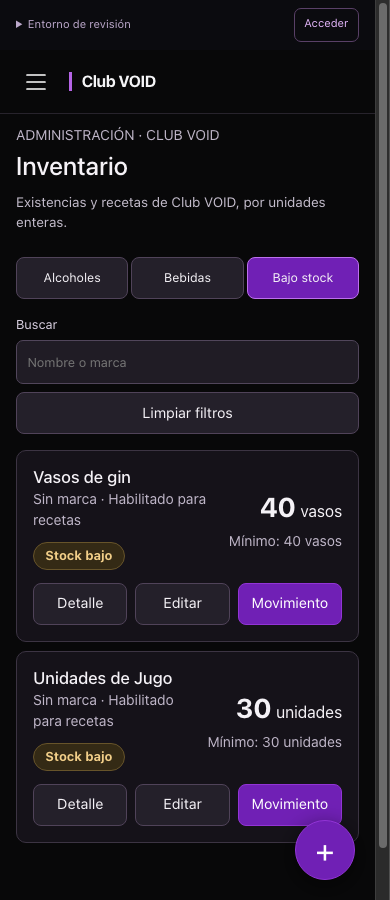 ▶ Entorno de revisión
Acceder
Club VOID
ADMINISTRACIÓN · CLUB VOID
Inventario
Existencias y recetas de Club VOID, por unidades
enteras.
Alcoholes
Bebidas
Bajo stock
Buscar
Nombre o marca
Limpiar filtros
Vasos de gin
Sin marca · Habilitado para
recetas
Stock bajo
40 vasos
Mínimo: 40 vasos
Detalle
Editar
Movimiento
Unidades de Jugo
Sin marca · Habilitado
para recetas
Stock bajo
30 unidades
Mínimo: 30 unidades
Detalle
Editar
Movimiento
+